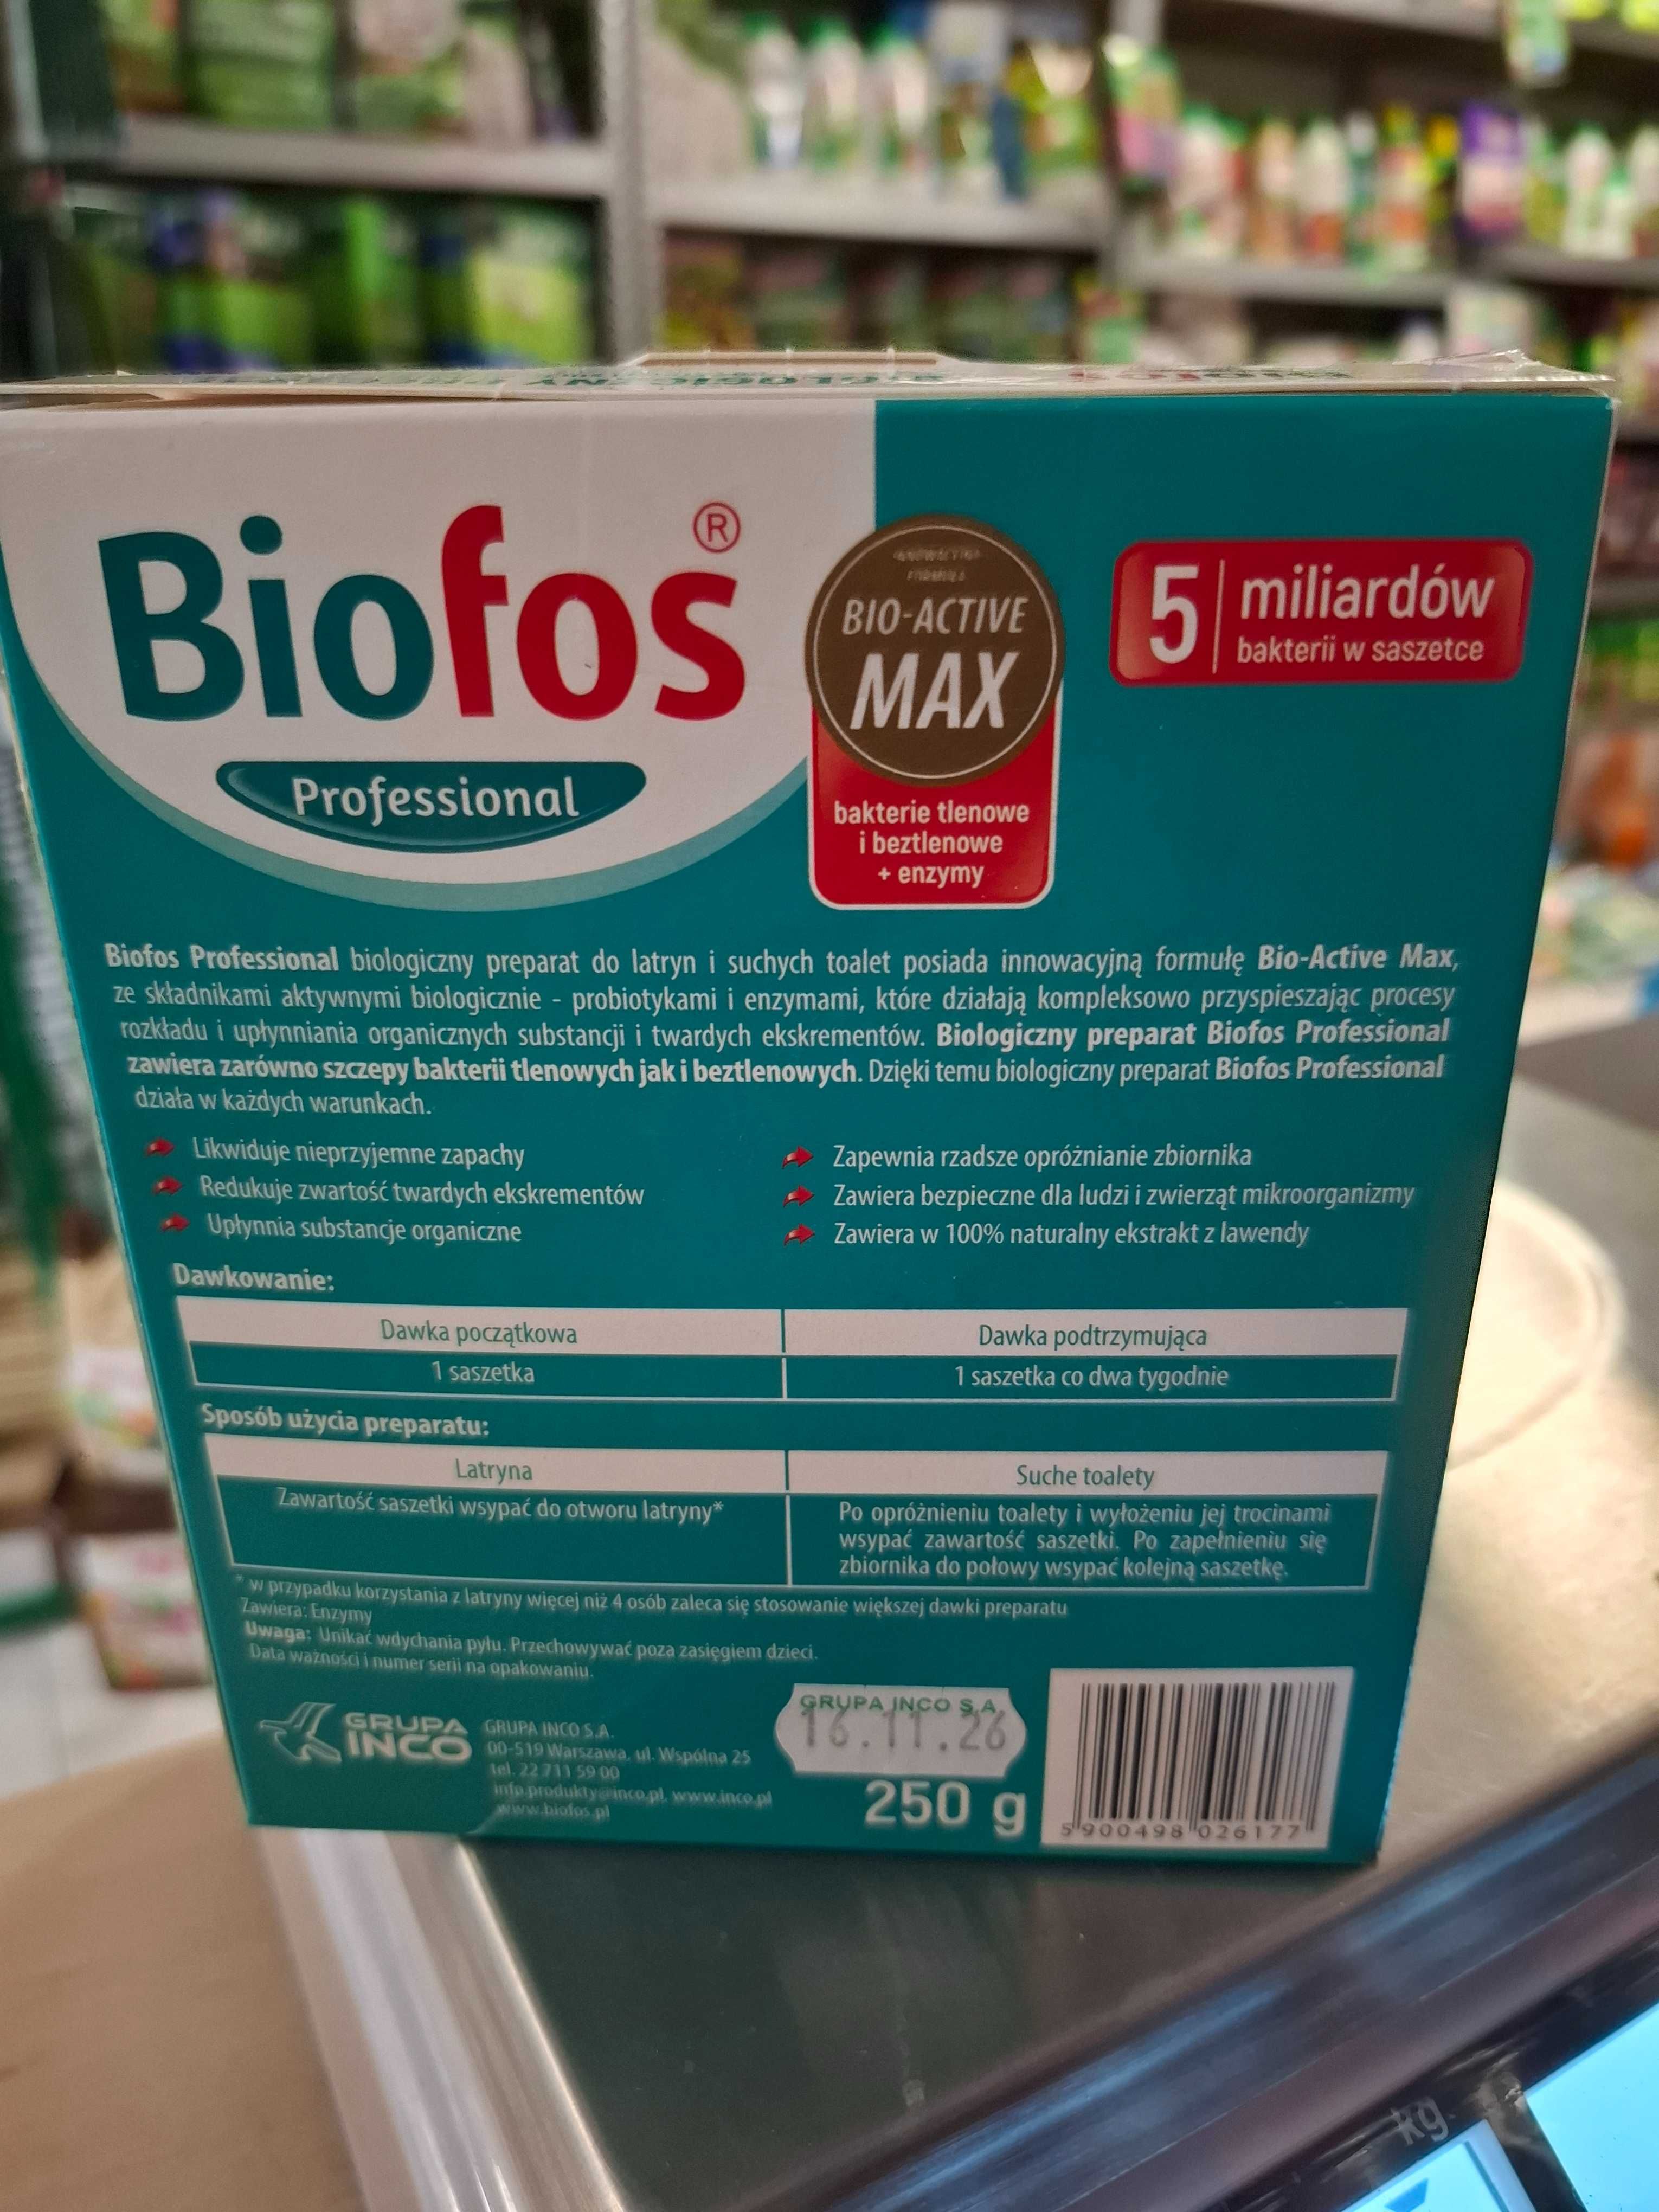 Biofos®
Professional
BIO-ACTIVE
MAX
bakterie tlenowe
i beztlenowe
+ enzymy
5 miliardów
bakterii w saszetce
Biofos Professional biologiczny preparat do latryn i suchych toalet posiada innowacyjną formułę Bio-Active Max,
ze składnikami aktywnymi biologicznie - probiotykami i enzymami, które działają kompleksowo przyspieszając procesy
rozkładu i upłynniania organicznych substancji i twardych ekskrementów. Biologiczny preparat Biofos Professional
zawiera zarówno szczepy bakterii tlenowych jak i beztlenowych. Dzięki temu biologiczny preparat Biofos Professional
działa w każdych warunkach.
Likwiduje nieprzyjemne zapachy
Redukuje zwartość twardych ekskrementów
Upłynnia substancje organiczne
Zapewnia rzadsze opróżnianie zbiornika
Zawiera bezpieczne dla ludzi i zwierząt mikroorganizmy
Zawiera w 100% naturalny ekstrakt z lawendy
Dawkowanie:
Dawka początkowa
Dawka podtrzymująca
1 saszetka
1 saszetka co dwa tygodnie
Sposób użycia preparatu:
Latryna
Suche toalety
Zawartość saszetki wsypać do otworu latryny*
Po opróżnieniu toalety i wyłożeniu jej trocinami
wsypać zawartość saszetki. Po zapełnieniu się
zbiornika do połowy wsypać kolejną saszetkę.
* w przypadku korzystania z latryny więcej niż 4 osób zaleca się stosowanie większej dawki preparatu
Zawiera: Enzymy
Uwaga: Unikać wdychania pyłu. Przechowywać poza zasięgiem dzieci.
Data ważności i numer serii na opakowaniu.
GRUPA
INCO
GRUPA INCO S.A.
00-519 Warszawa, ul. Wspólna 25
tel. 22 711 59 00
info.produkty@inco.pl, www.inco.pl
www.biofos.pl
GRUPA INCO S.A.
16.11.26
250 g
5 900498 026177
kg